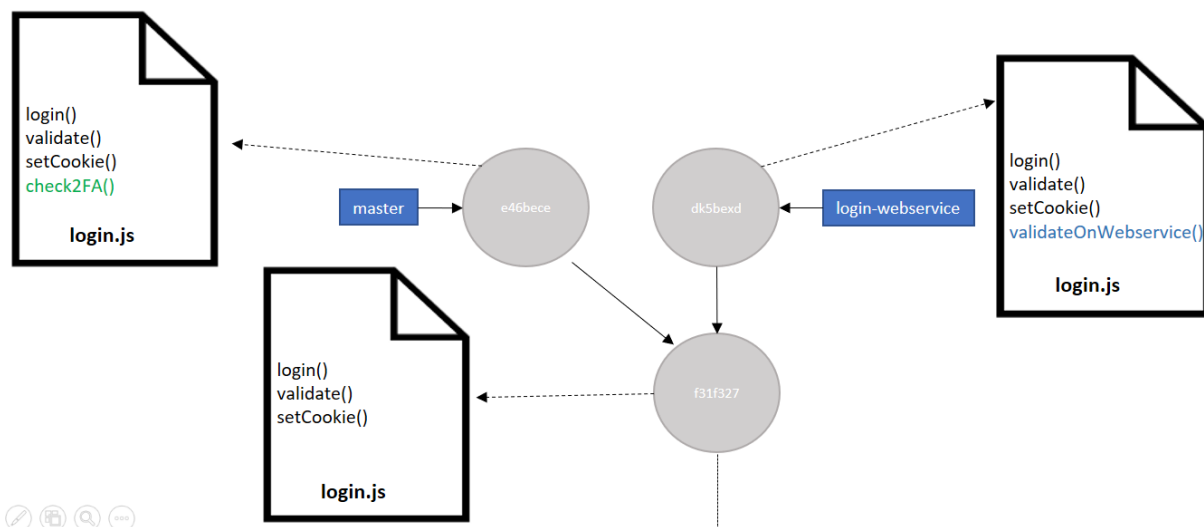 login()
validate()
setCookie()
check2FA()
login.js
master
e46bece
dk5bexd
login-webservice
login()
validate()
setCookie()
validateOnWebservice()
login.js
login()
validate()
setCookie()
login.js
f31f327